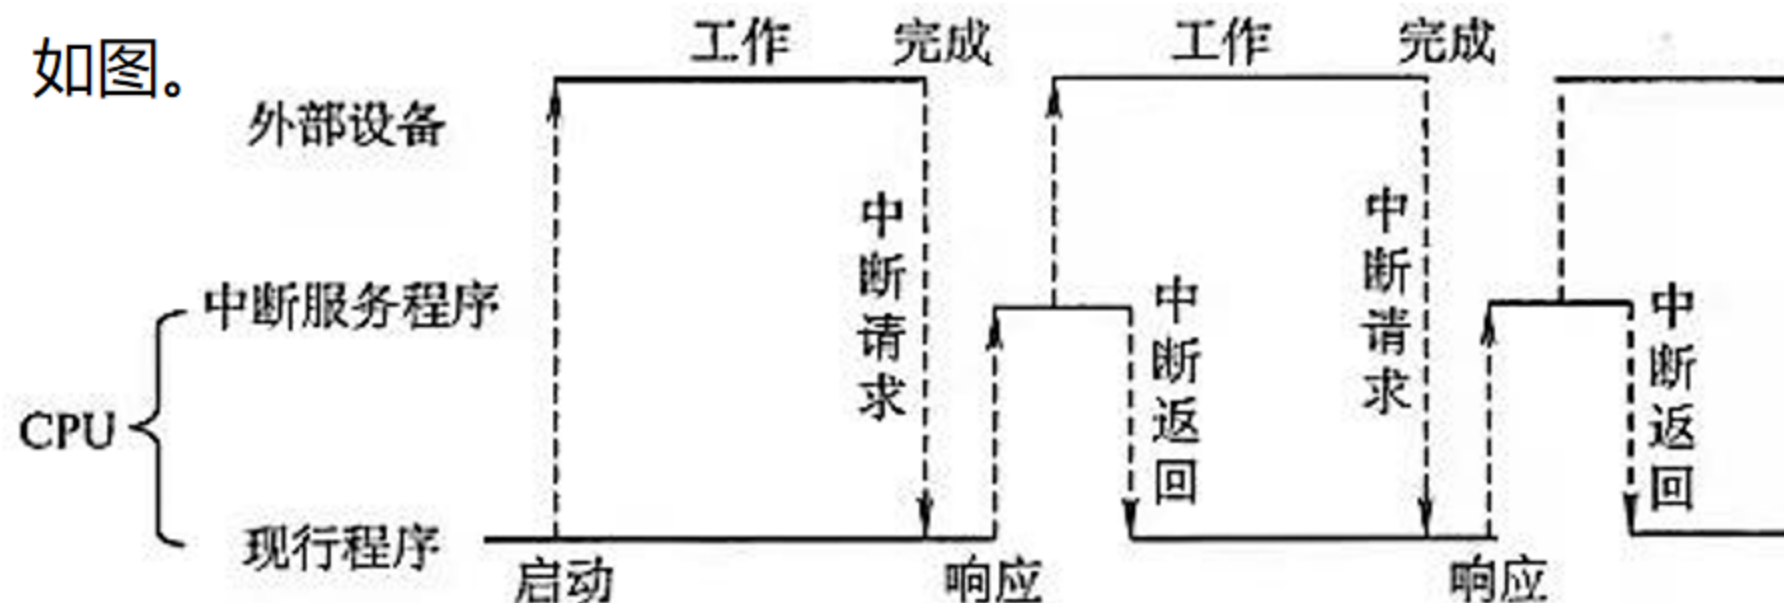 如图。
工作 完成 工作 完成
外部设备
中断请求
中断请求
中断服务程序
中断返回
中断返回
CPU
现行程序
启动 响应 响应